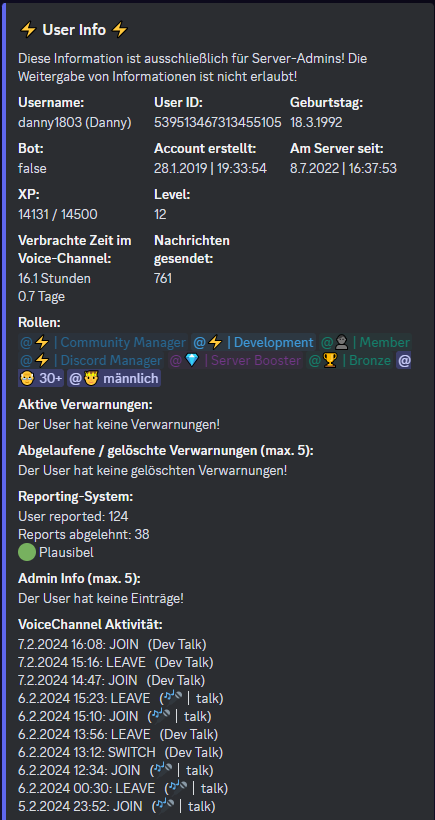 ⚡ User Info ⚡
Diese Information ist ausschließlich für Server-Admins! Die
Weitergabe von Informationen ist nicht erlaubt!
Username: User ID: Geburtstag:
danny1803 (Danny) 539513467313455105 18.3.1992
Bot: Account erstellt: Am Server seit:
false 28.1.2019 | 19:33:54 8.7.2022 | 16:37:53
XP: Level:
14131 / 14500 12
Verbrachte Zeit im Nachrichten
Voice-Channel: gesendet:
16.1 Stunden 761
0.7 Tage
Rollen:
@⚡ | Community Manager @⚡ | Development @👤 | Member
@⚡ | Discord Manager @💎 | Server Booster @🏆 | Bronze @
👴 30+ @🤴 männlich
Aktive Verwarnungen:
Der User hat keine Verwarnungen!
Abgelaufene / gelöschte Verwarnungen (max. 5):
Der User hat keine gelöschten Verwarnungen!
Reporting-System:
User reported: 124
Reports abgelehnt: 38
🟢 Plausibel
Admin Info (max. 5):
Der User hat keine Einträge!
VoiceChannel Aktivität:
7.2.2024 16:08: JOIN (Dev Talk)
7.2.2024 15:16: LEAVE (Dev Talk)
7.2.2024 14:47: JOIN (Dev Talk)
6.2.2024 15:23: LEAVE (🎤 | talk)
6.2.2024 15:10: JOIN (🎤 | talk)
6.2.2024 13:56: LEAVE (Dev Talk)
6.2.2024 13:12: SWITCH (Dev Talk)
6.2.2024 12:34: JOIN (🎤 | talk)
6.2.2024 00:30: LEAVE (🎤 | talk)
5.2.2024 23:52: JOIN (🎤 | talk)